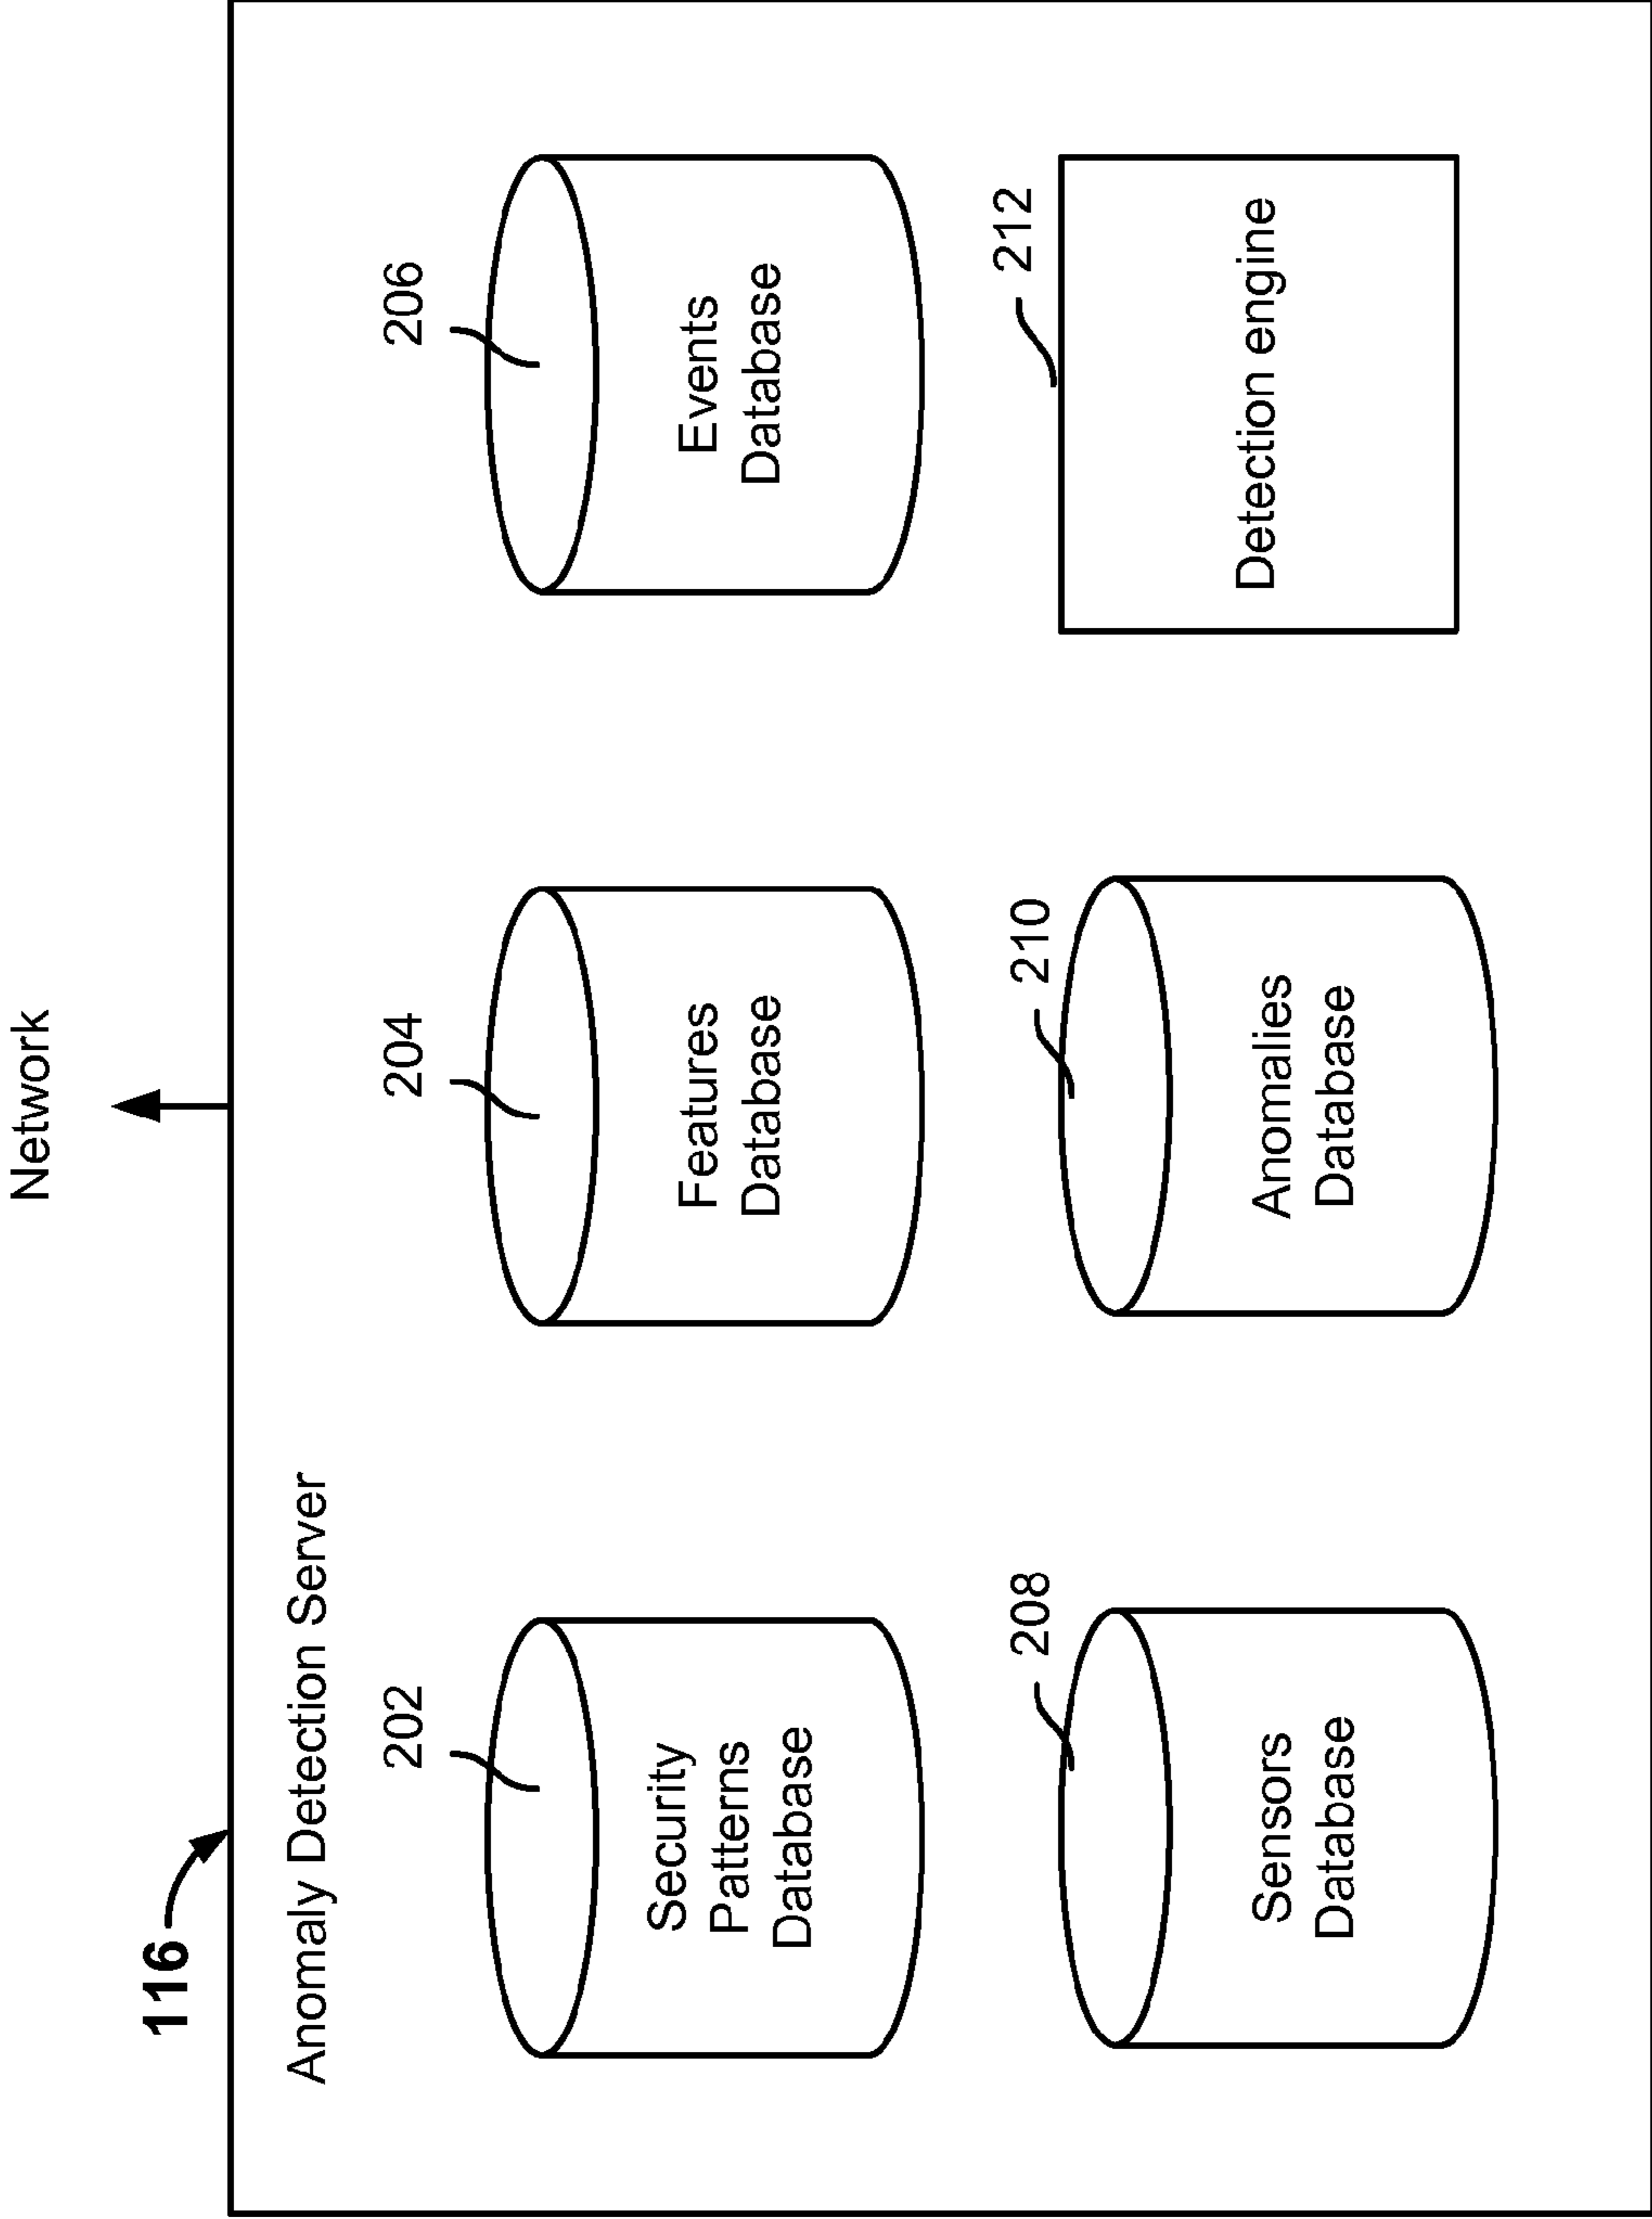 Network
116
Anomaly Detection Server
202
Security
Patterns
Database
204
Features
Database
206
Events
Database
208
Sensors
Database
210
Anomalies
Database
212
Detection engine